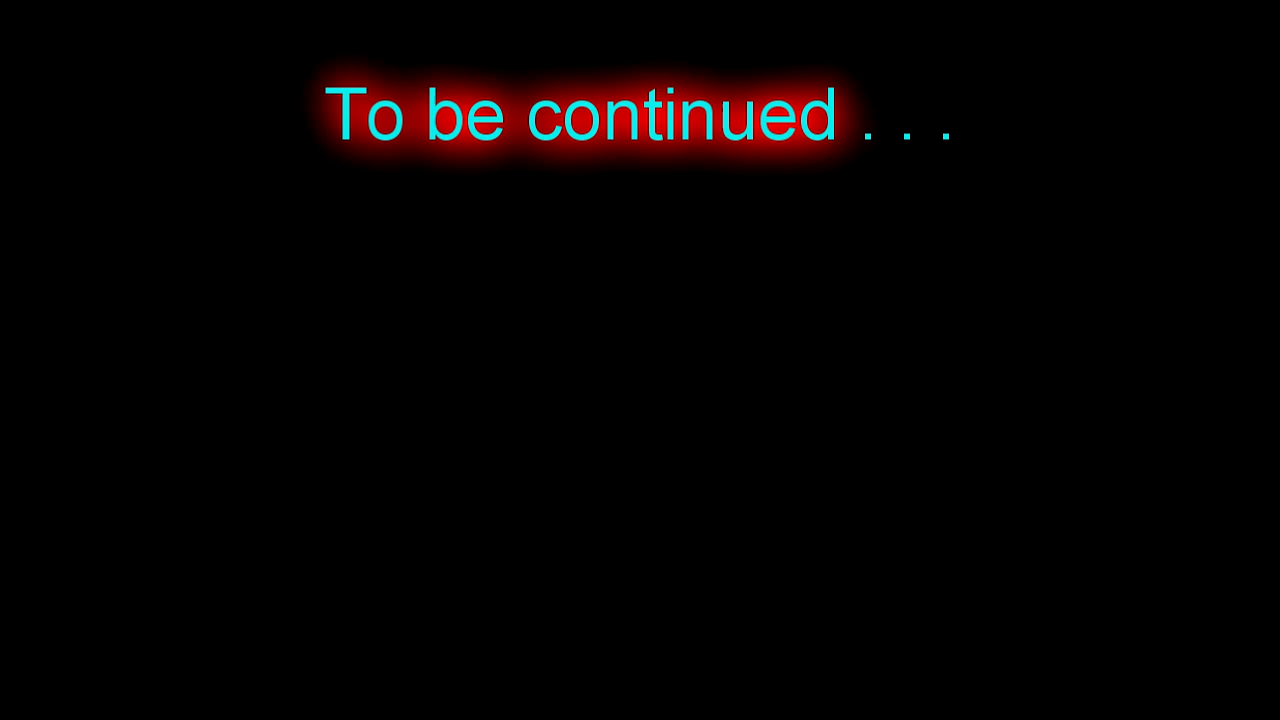 To be continued . . .